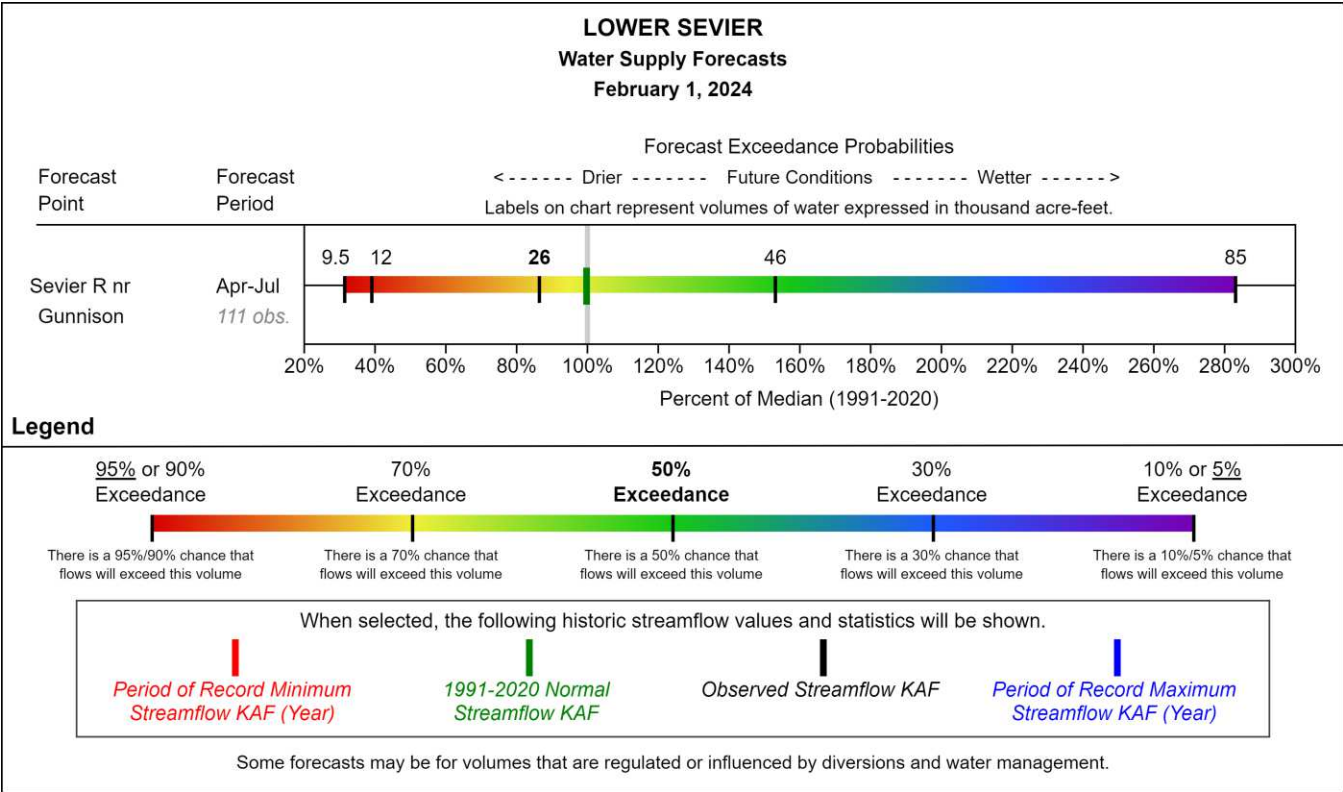 LOWER SEVIER
Water Supply Forecasts
February 1, 2024
Forecast Exceedance Probabilities
Forecast Point
Forecast Period
<------ Drier ------- Future Conditions ------- Wetter ------>
Labels on chart represent volumes of water expressed in thousand acre-feet.
9.5 12 26 46 85
Sevier R nr Gunnison
Apr-Jul
111 obs.
20% 40% 60% 80% 100% 120% 140% 160% 180% 200% 220% 240% 260% 280% 300%
Percent of Median (1991-2020)
Legend
95% or 90%
Exceedance
There is a 95%/90% chance that
flows will exceed this volume
70%
Exceedance
There is a 70% chance that
flows will exceed this volume
50%
Exceedance
There is a 50% chance that
flows will exceed this volume
30%
Exceedance
There is a 30% chance that
flows will exceed this volume
10% or 5%
Exceedance
There is a 10%/5% chance that
flows will exceed this volume
When selected, the following historic streamflow values and statistics will be shown.
Period of Record Minimum
Streamflow KAF (Year)
1991-2020 Normal
Streamflow KAF
Observed Streamflow KAF
Period of Record Maximum
Streamflow KAF (Year)
Some forecasts may be for volumes that are regulated or influenced by diversions and water management.